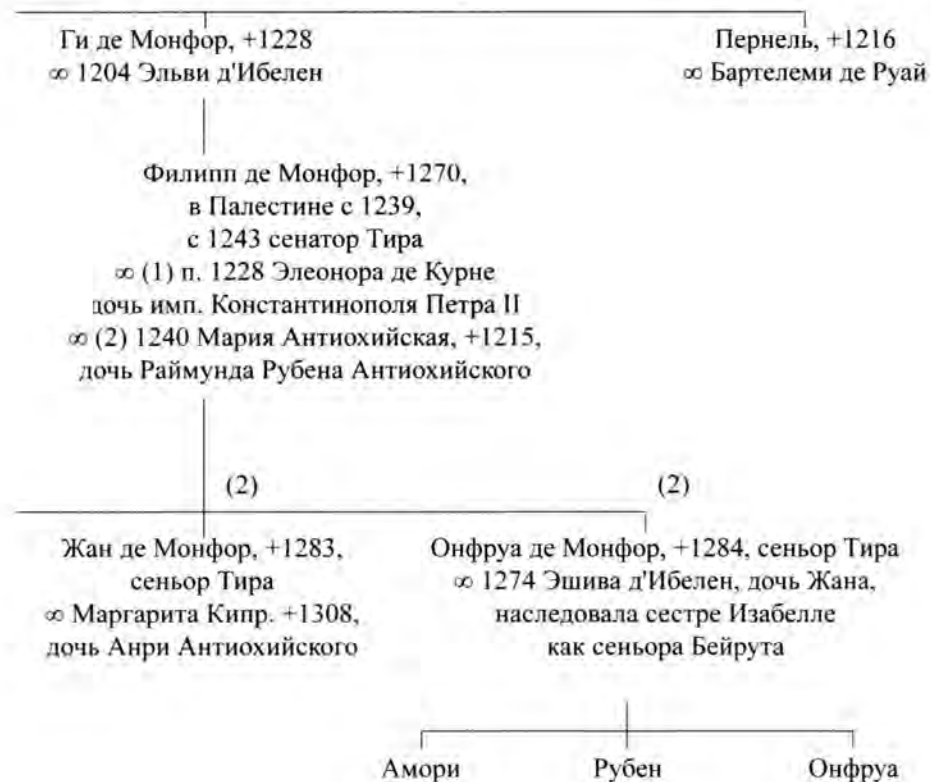 Ги де Монфор, +1228
∞ 1204 Эльви д'Ибелен
Пернель, +1216
∞ Бартелеми де Руай
Филипп де Монфор, +1270,
в Палестине с 1239,
с 1243 сенатор Тира
∞ (1) п. 1228 Элеонора де Курне
дочь имп. Константинополя Петра II
∞ (2) 1240 Мария Антиохийская, +1215,
дочь Раймунда Рубена Антиохийского
(2)
(2)
Жан де Монфор, +1283,
сеньор Тира
∞ Маргарита Кипр. +1308,
дочь Анри Антиохийского
Онфруа де Монфор, +1284, сеньор Тира
∞ 1274 Эшива д'Ибелен, дочь Жана,
наследовала сестре Изабелле
как сеньора Бейрута
Амори
Рубен
Онфруа